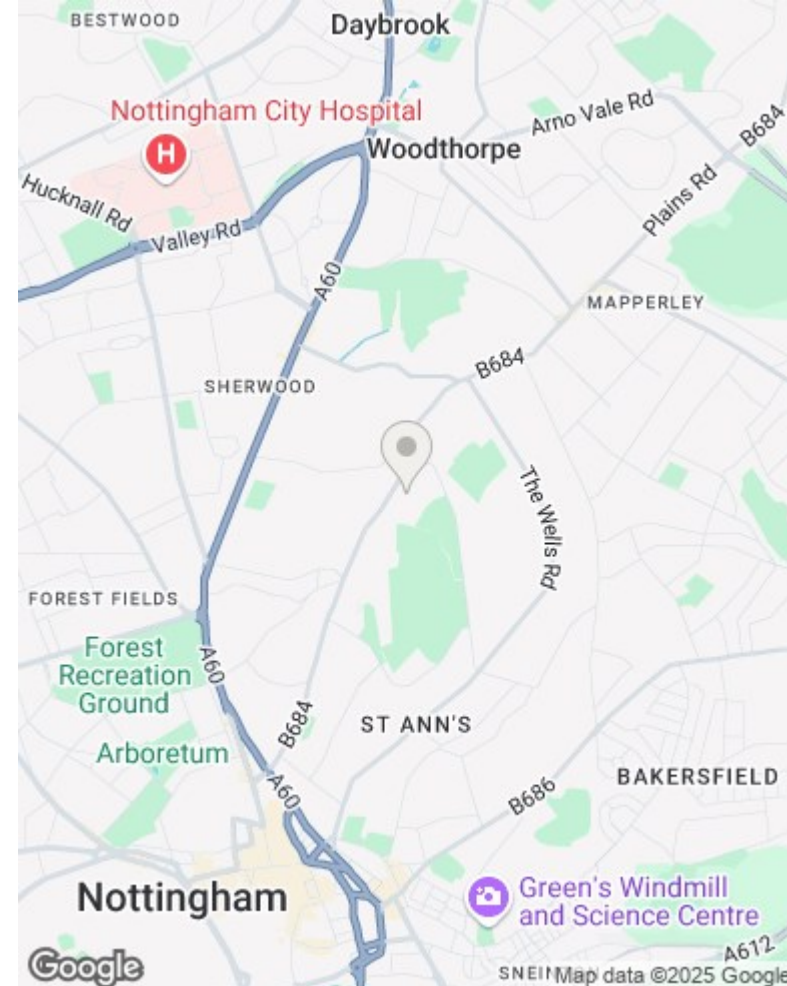 BESTWOOD
Daybrook
Nottingham City Hospital
H
Arno Vale Rd
B684
Woodthorpe
Hucknall Rd
Valley Rd
Plains Rd
A60
MAPPERLEY
B684
SHERWOOD
The Wells Rd
FOREST FIELDS
Forest
Recreation
Ground
A60
B684
ST ANN'S
Arboretum
A60
BAKERSFIELD
B686
Nottingham
Green's Windmill
and Science Centre
A612
Google
Map data ©2025 Google